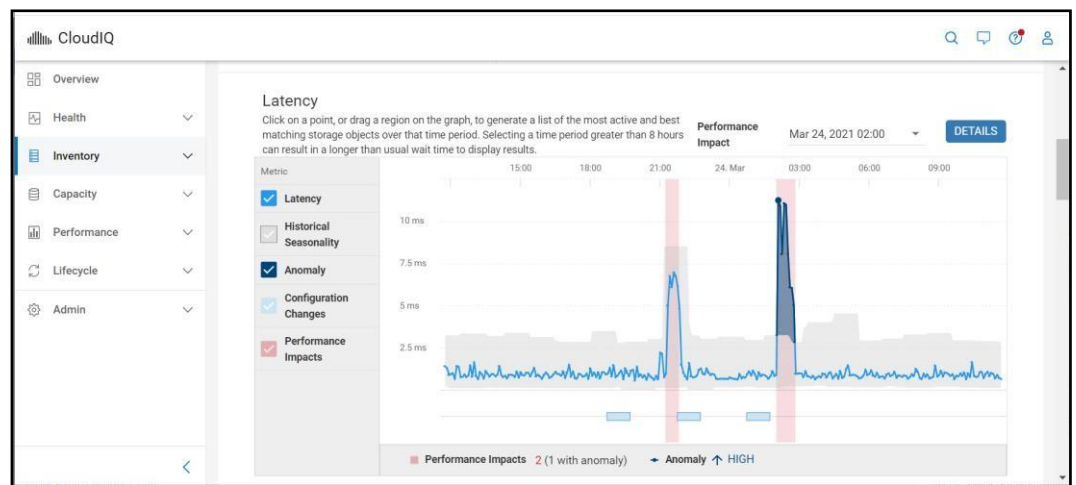 CloudIQ
Overview
Health
Inventory
Capacity
Performance
Lifecycle
Admin
Latency
Click on a point, or drag a region on the graph, to generate a list of the most active and best
matching storage objects over that time period. Selecting a time period greater than 8 hours
can result in a longer than usual wait time to display results.
Performance
Impact
Mar 24, 2021 02:00
DETAILS
Metric
Latency
Historical
Seasonality
Anomaly
Configuration
Changes
Performance
Impacts
15:00 18:00 21:00 24. Mar 03:00 06:00 09:00
10 ms
7.5 ms
5 ms
2.5 ms
Performance Impacts 2 (1 with anomaly) Anomaly ↑ HIGH